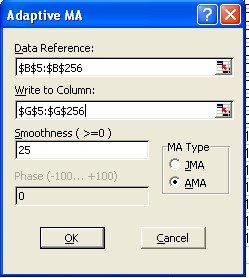 Adaptive MA
Data Reference:
$B$5:$B$256
Write to Column:
$G$5:$G$256
Smoothness ( >=0 )
25
MA Type
JMA
AMA
Phase (-100... +100)
0
OK
Cancel